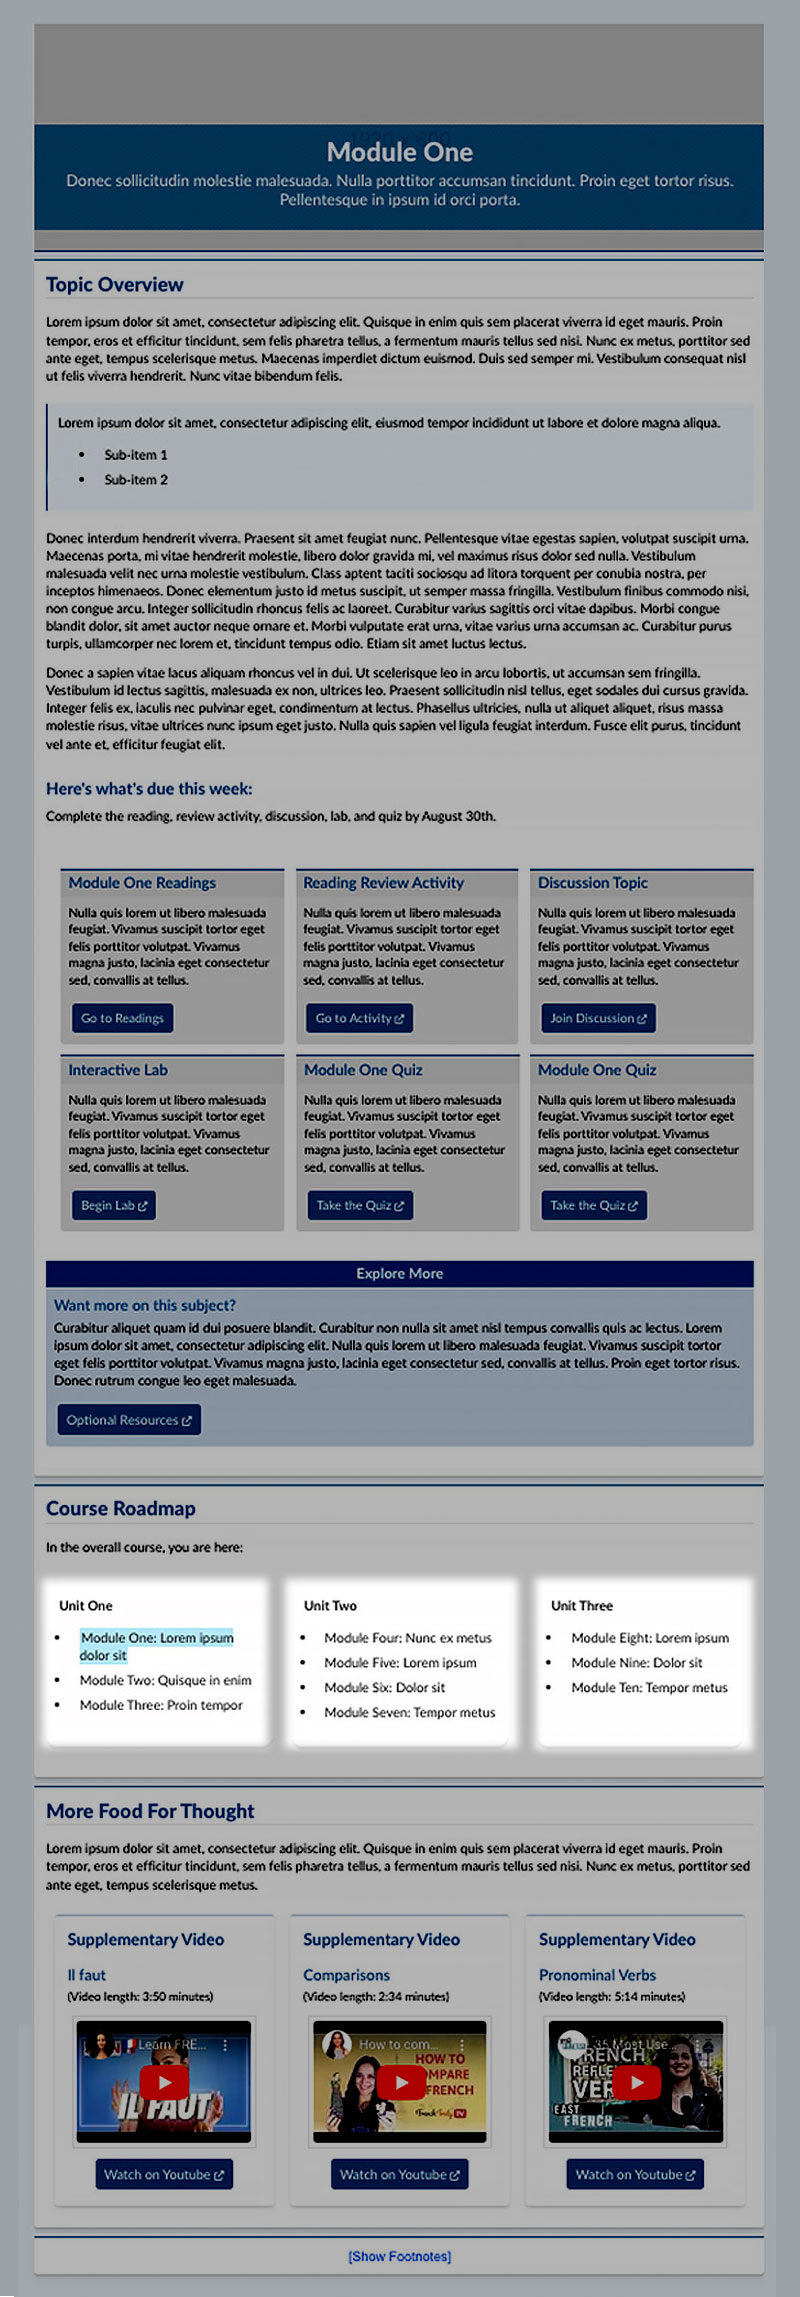 1920 x 600
Module One
Donec sollicitudin molestie malesuada. Nulla porttitor accumsan tincidunt. Proin eget tortor risus.
Pellentesque in ipsum id orci porta.
Topic Overview
Lorem ipsum dolor sit amet, consectetur adipiscing elit. Quisque in enim quis sem placerat viverra id eget mauris. Proin
tempor, eros et efficitur tincidunt, sem felis pharetra tellus, a fermentum mauris tellus sed nisi. Nunc ex metus, porttitor sed
ante eget, tempus scelerisque metus. Maecenas imperdiet dictum euismod. Duis sed semper mi. Vestibulum consequat nisl
ut felis viverra hendrerit. Nunc vitae bibendum felis.
Lorem ipsum dolor sit amet, consectetur adipiscing elit, eiusmod tempor incididunt ut labore et dolore magna aliqua.
• Sub-item 1
• Sub-item 2
Donec interdum hendrerit viverra. Praesent sit amet feugiat nunc. Pellentesque vitae egestas sapien, volutpat suscipit urna.
Maecenas porta, mi vitae hendrerit molestie, libero dolor gravida mi, vel maximus risus dolor sed nulla. Vestibulum
malesuada velit nec urna molestie vestibulum. Class aptent taciti sociosqu ad litora torquent per conubia nostra, per
inceptos himenaeos. Donec elementum justo id metus suscipit, ut semper massa fringilla. Vestibulum finibus commodo nisi,
non congue arcu. Integer sollicitudin rhoncus felis ac laoreet. Curabitur varius sagittis orci vitae dapibus. Morbi congue
blandit dolor, sit amet auctor neque ornare et. Morbi vulputate erat urna, vitae varius urna accumsan ac. Curabitur purus
turpis, ullamcorper nec lorem et, tincidunt tempus odio. Etiam sit amet luctus lectus.
Donec a sapien vitae lacus aliquam rhoncus vel in dui. Ut scelerisque leo in arcu lobortis, ut accumsan sem fringilla.
Vestibulum id lectus sagittis, malesuada ex non, ultrices leo. Praesent sollicitudin nisl tellus, eget sodales dui cursus gravida.
Integer felis ex, iaculis nec pulvinar eget, condimentum at lectus. Phasellus ultricies, nulla ut aliquet aliquet, risus massa
molestie risus, vitae ultrices nunc ipsum eget justo. Nulla quis sapien vel ligula feugiat interdum. Fusce elit purus, tincidunt
vel ante et, efficitur feugiat elit.
Here's what's due this week:
Complete the reading, review activity, discussion, lab, and quiz by August 30th.
Module One Readings
Nulla quis lorem ut libero malesuada
feugiat. Vivamus suscipit tortor eget
felis porttitor volutpat. Vivamus
magna justo, lacinia eget consectetur
sed, convallis at tellus.
Go to Readings
Reading Review Activity
Nulla quis lorem ut libero malesuada
feugiat. Vivamus suscipit tortor eget
felis porttitor volutpat. Vivamus
magna justo, lacinia eget consectetur
sed, convallis at tellus.
Go to Activity
Discussion Topic
Nulla quis lorem ut libero malesuada
feugiat. Vivamus suscipit tortor eget
felis porttitor volutpat. Vivamus
magna justo, lacinia eget consectetur
sed, convallis at tellus.
Join Discussion
Interactive Lab
Nulla quis lorem ut libero malesuada
feugiat. Vivamus suscipit tortor eget
felis porttitor volutpat. Vivamus
magna justo, lacinia eget consectetur
sed, convallis at tellus.
Begin Lab
Module One Quiz
Nulla quis lorem ut libero malesuada
feugiat. Vivamus suscipit tortor eget
felis porttitor volutpat. Vivamus
magna justo, lacinia eget consectetur
sed, convallis at tellus.
Take the Quiz
Module One Quiz
Nulla quis lorem ut libero malesuada
feugiat. Vivamus suscipit tortor eget
felis porttitor volutpat. Vivamus
magna justo, lacinia eget consectetur
sed, convallis at tellus.
Take the Quiz
Explore More
Want more on this subject?
Curabitur aliquet quam id dui posuere blandit. Curabitur non nulla sit amet nisl tempus convallis quis ac lectus. Lorem
ipsum dolor sit amet, consectetur adipiscing elit. Nulla quis lorem ut libero malesuada feugiat. Vivamus suscipit tortor
eget felis porttitor volutpat. Vivamus magna justo, lacinia eget consectetur sed, convallis at tellus. Proin eget tortor risus.
Donec rutrum congue leo eget malesuada.
Optional Resources
Course Roadmap
In the overall course, you are here:
Unit One
• Module One: Lorem ipsum
dolor sit
• Module Two: Quisque in enim
• Module Three: Proin tempor
Unit Two
• Module Four: Nunc ex metus
• Module Five: Lorem ipsum
• Module Six: Dolor sit
• Module Seven: Tempor metus
Unit Three
• Module Eight: Lorem ipsum
• Module Nine: Dolor sit
• Module Ten: Tempor metus
More Food For Thought
Lorem ipsum dolor sit amet, consectetur adipiscing elit. Quisque in enim quis sem placerat viverra id eget mauris. Proin
tempor, eros et efficitur tincidunt, sem felis pharetra tellus, a fermentum mauris tellus sed nisi. Nunc ex metus, porttitor sed
ante eget, tempus scelerisque metus.
Supplementary Video
Il faut
(Video length: 3:50 minutes)
Learn FRE...
IL FAUT
Watch on Youtube
Supplementary Video
Comparisons
(Video length: 2:34 minutes)
How to com...
HOW TO
COMPARE
FRENCH
Watch on Youtube
Supplementary Video
Pronominal Verbs
(Video length: 5:14 minutes)
35 Most Use...
FRENCH
REFLE
VER
EAST
FRENCH
Watch on Youtube
[Show Footnotes]